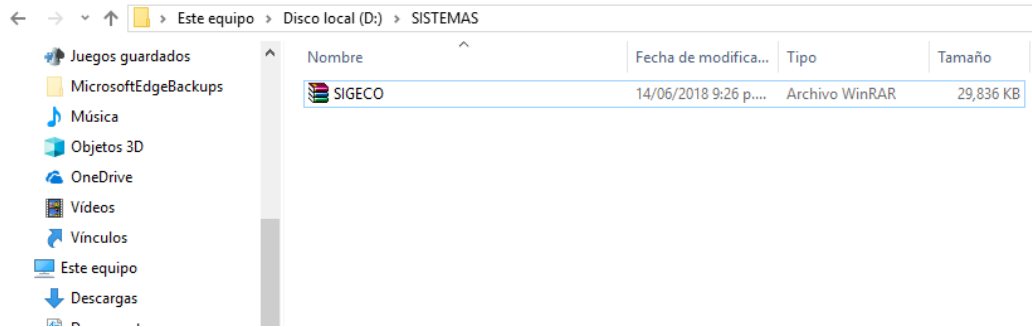 Este equipo > Disco local (D:) > SISTEMAS
Juegos guardados
MicrosoftEdgeBackups
Música
Objetos 3D
OneDrive
Vídeos
Vínculos
Este equipo
Descargas
Nombre Fecha de modifica... Tipo Tamaño
SIGECO 14/06/2018 9:26 p.... Archivo WinRAR 29,836 KB